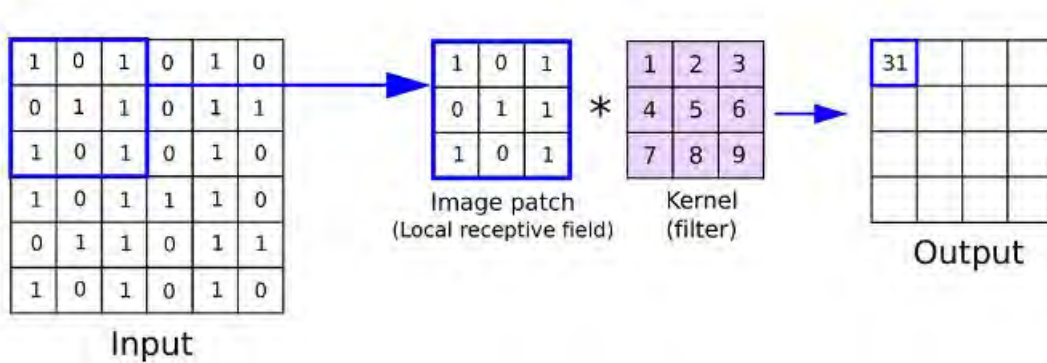 1 0 1 0 1 0
0 1 1 0 1 1
1 0 1 0 1 0
1 0 1 1 1 0
0 1 1 0 1 1
1 0 1 0 1 0
Input
1 0 1
0 1 1
1 0 1
Image patch
(Local receptive field)
*
1 2 3
4 5 6
7 8 9
Kernel
(filter)
31
Output